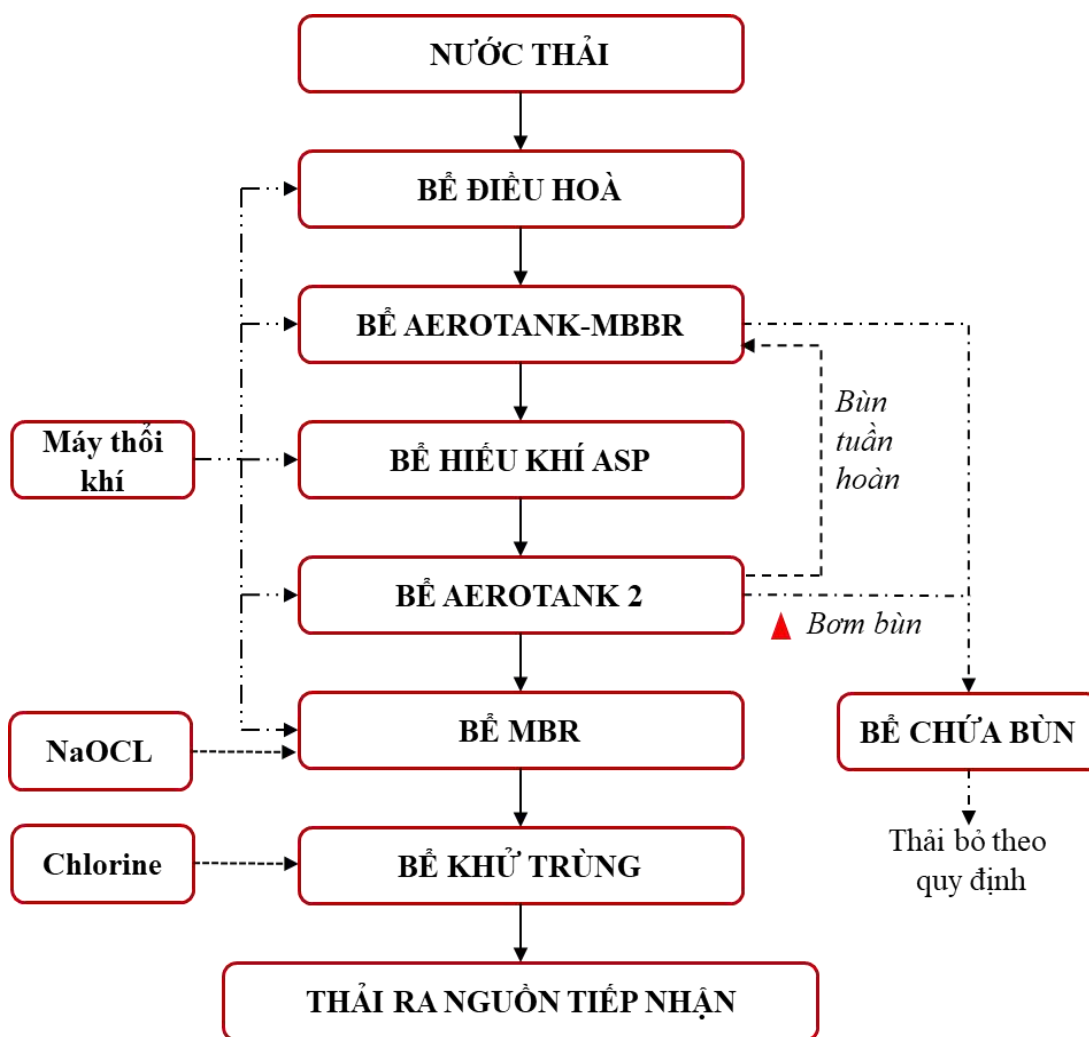 NƯỚC THẢI
BỂ ĐIỀU HOÀ
BỂ AEROTANK-MBBR
Bùn
tuần
hoàn
Máy thổi
khí
BỂ HIẾU KHÍ ASP
BỂ AEROTANK 2
Bơm bùn
NaOCL
BỂ MBR
BỂ CHỨA BÙN
Chlorine
BỂ KHỬ TRÙNG
Thải bỏ theo
quy định
THẢI RA NGUỒN TIẾP NHẬN